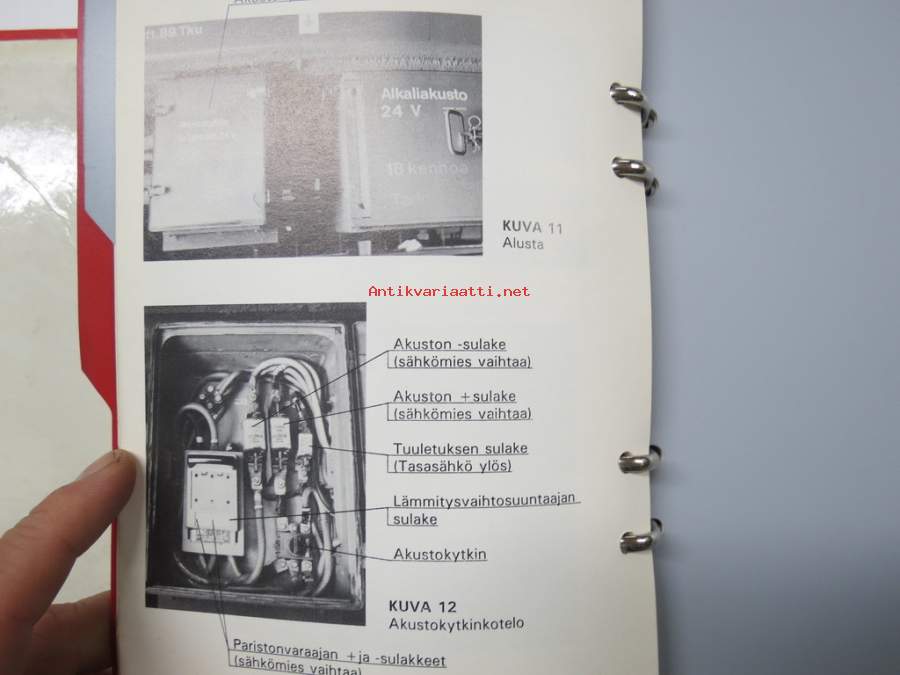 11.89 Tku
Alkaliakusto
24 V
18 kennoa
KUVA 11
Alusta
Antikvariaatti.net
Akuston -sulake
(sähkömies vaihtaa)
Akuston +sulake
(sähkömies vaihtaa)
Tuuletuksen sulake
(Tasasähkö ylös)
Lämmitysvaihtosuuntaajan
sulake
Akustokytkin
KUVA 12
Akustokytkinkotelo
Paristonvaraajan +ja -sulakkeet
(sähkömies vaihtaa)